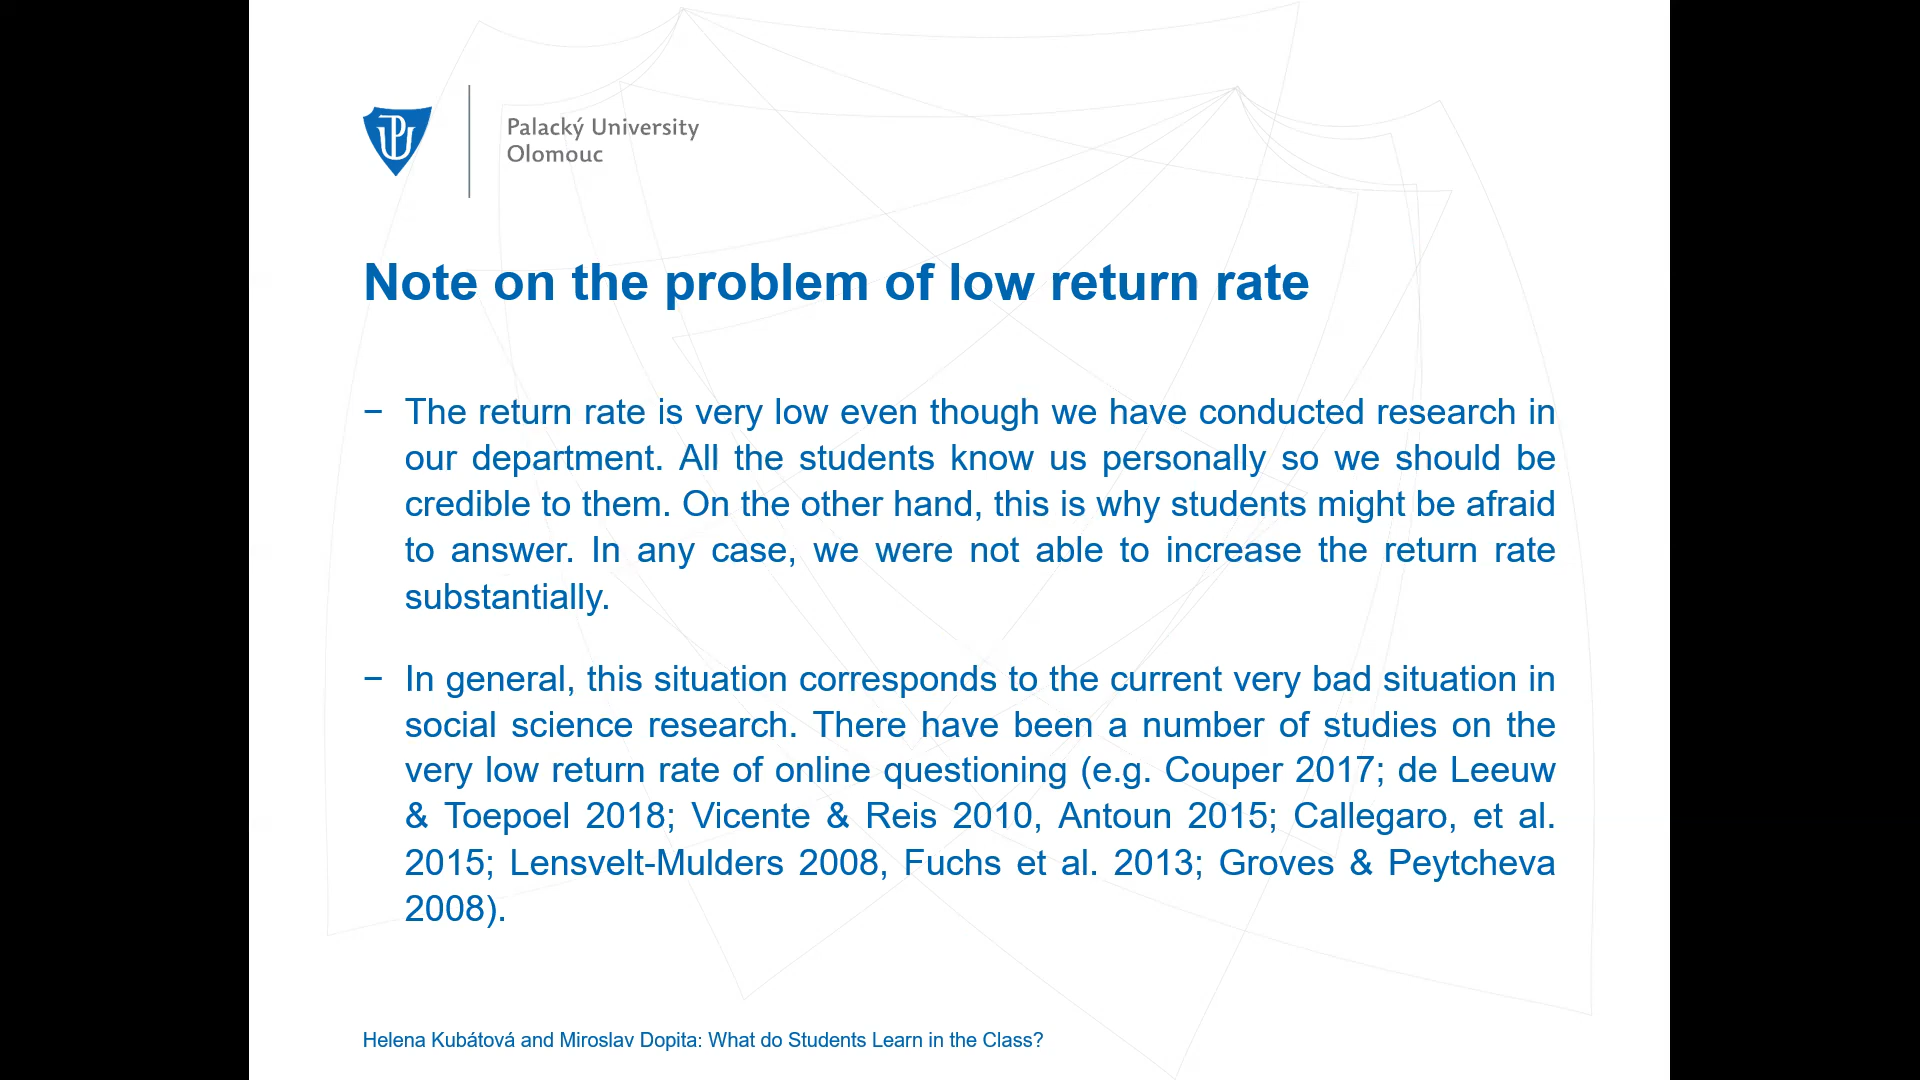 Palacký University
Olomouc
Note on the problem of low return rate
− The return rate is very low even though we have conducted research in
our department. All the students know us personally so we should be
credible to them. On the other hand, this is why students might be afraid
to answer. In any case, we were not able to increase the return rate
substantially.
− In general, this situation corresponds to the current very bad situation in
social science research. There have been a number of studies on the
very low return rate of online questioning (e.g. Couper 2017; de Leeuw
& Toepoel 2018; Vicente & Reis 2010, Antoun 2015; Callegaro, et al.
2015; Lensvelt-Mulders 2008, Fuchs et al. 2013; Groves & Peytcheva
2008).
Helena Kubátová and Miroslav Dopita: What do Students Learn in the Class?